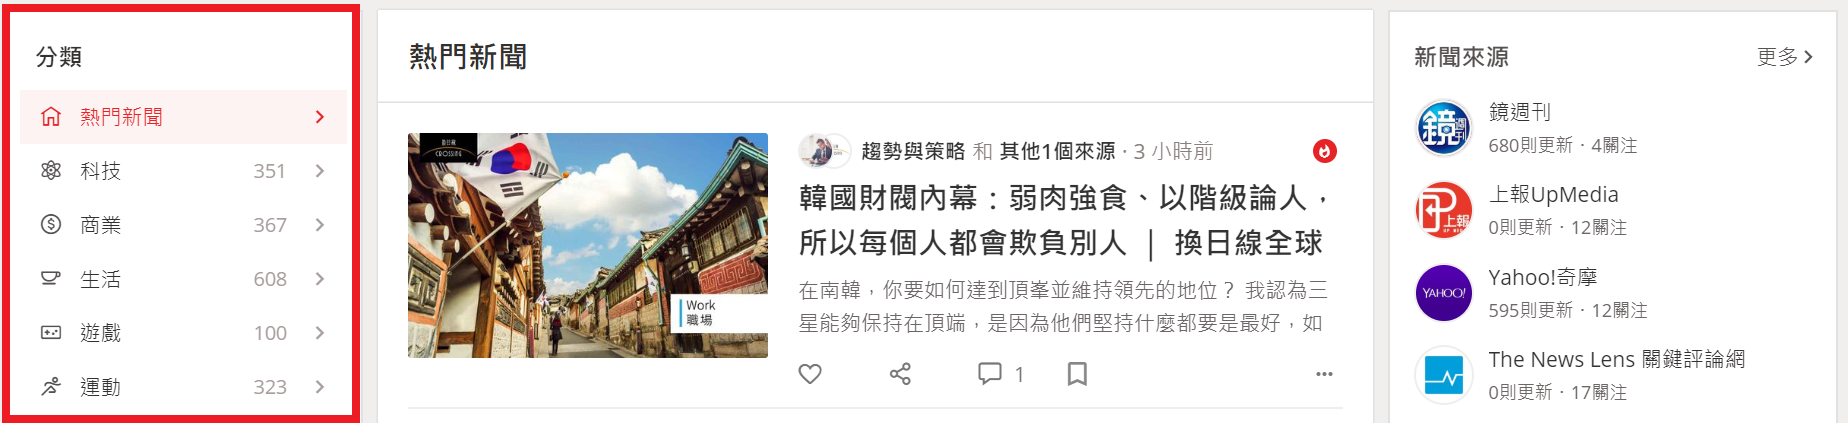 分類
熱門新聞
科技 351
商業 367
生活 608
遊戲 100
運動 323
熱門新聞
CROSSING
Work
職場
趨勢與策略 和 其他1個來源 · 3 小時前
韓國財閥內幕：弱肉強食、以階級論人，
所以每個人都會欺負別人 ｜ 換日線全球
在南韓，你要如何達到頂峯並維持領先的地位？ 我認為三
星能夠保持在頂端，是因為他們堅持什麼都要是最好，如
1
新聞來源 更多
鏡週刊
鏡週刊
680則更新 · 4關注
上報
上報UpMedia
0則更新 · 12關注
YAHOO!
Yahoo!奇摩
595則更新 · 12關注
The News Lens 關鍵評論網
0則更新 · 17關注